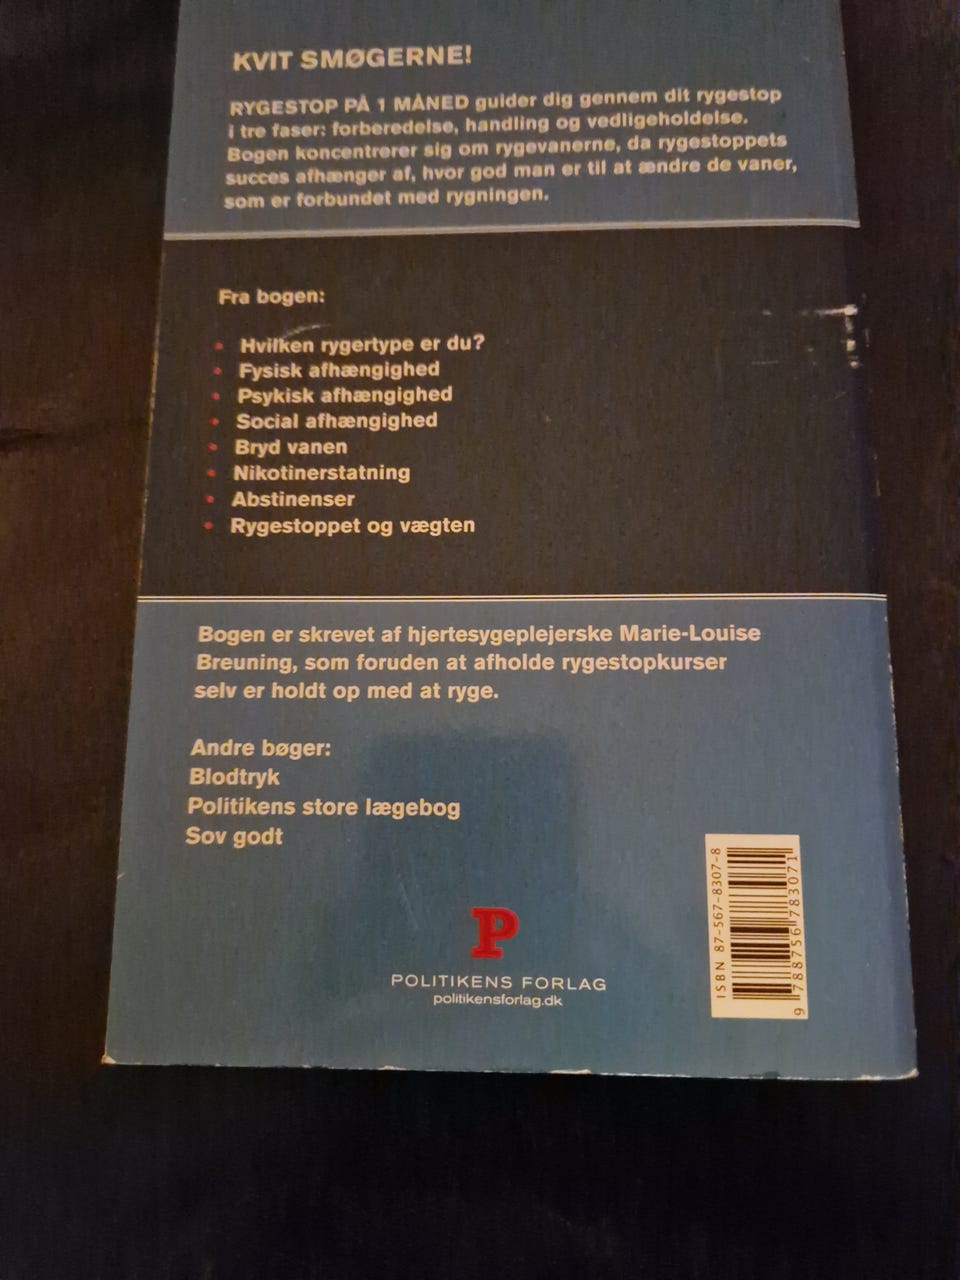 KVIT SMØGERNE!
RYGESTOP PÅ 1 MÅNED guider dig gennem dit rygestop
i tre faser: forberedelse, handling og vedligeholdelse.
Bogen koncentrerer sig om rygevanerne, da rygestoppets
succes afhænger af, hvor god man er til at ændre de vaner,
som er forbundet med rygningen.
Fra bogen:
• Hvilken rygertype er du?
• Fysisk afhængighed
• Psykisk afhængighed
• Social afhængighed
• Bryd vanen
• Nikotinerstatning
• Abstinenser
• Rygestoppet og vægten
Bogen er skrevet af hjertesygeplejerske Marie-Louise
Breuning, som foruden at afholde rygestopkurser
selv er holdt op med at ryge.
Andre bøger:
Blodtryk
Politikens store lægebog
Sov godt
P
POLITIKENS FORLAG
politikensforlag.dk
ISBN 87-567-8307-8
9 788756 783071